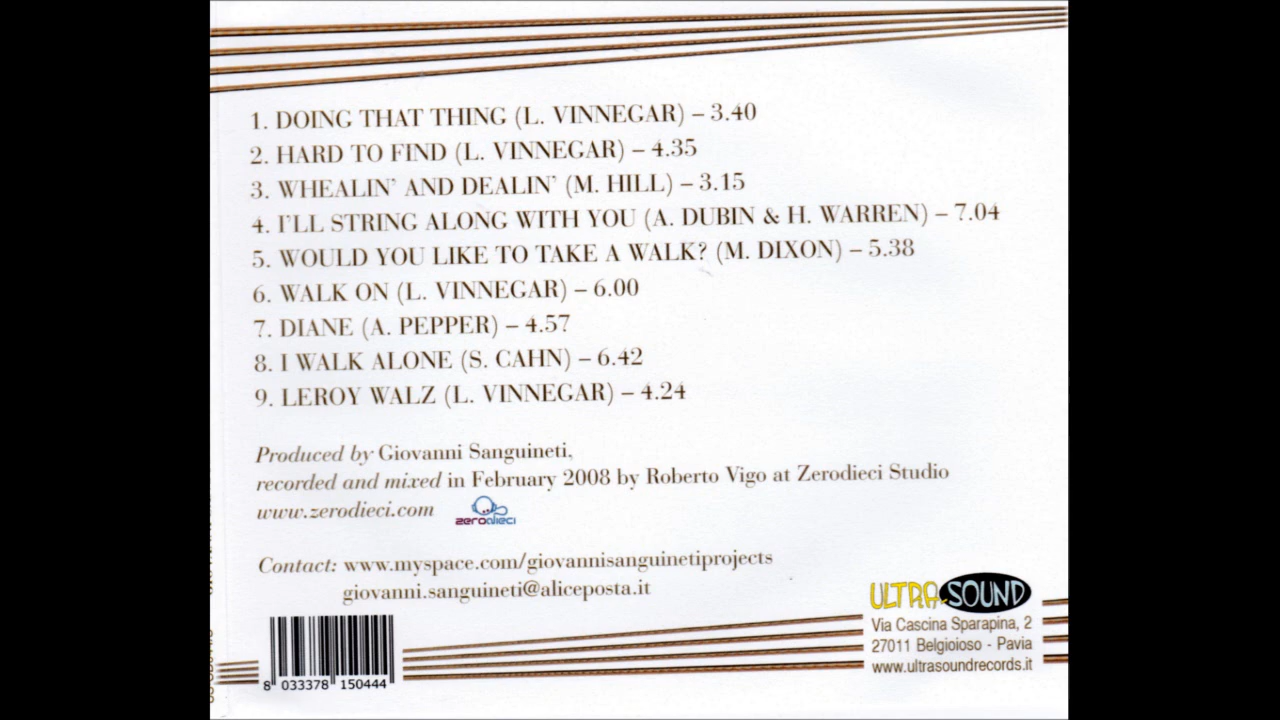 1. DOING THAT THING (L. VINNEGAR) – 3.40
2. HARD TO FIND (L. VINNEGAR) – 4.35
3. WHEALIN' AND DEALIN' (M. HILL) – 3.15
4. I'LL STRING ALONG WITH YOU (A. DUBIN & H. WARREN) – 7.04
5. WOULD YOU LIKE TO TAKE A WALK? (M. DIXON) – 5.38
6. WALK ON (L. VINNEGAR) – 6.00
7. DIANE (A. PEPPER) – 4.57
8. I WALK ALONE (S. CAHN) – 6.42
9. LEROY WALZ (L. VINNEGAR) – 4.24
Produced by Giovanni Sanguineti,
recorded and mixed in February 2008 by Roberto Vigo at Zerodieci Studio
www.zerodieci.com
zerodieci
Contact: www.myspace.com/giovannisanguinetiprojects
giovanni.sanguineti@aliceposta.it
ULTRA-SOUND
Via Cascina Sparapina, 2
27011 Belgioioso - Pavia
www.ultrasoundrecords.it
8 033378 150444